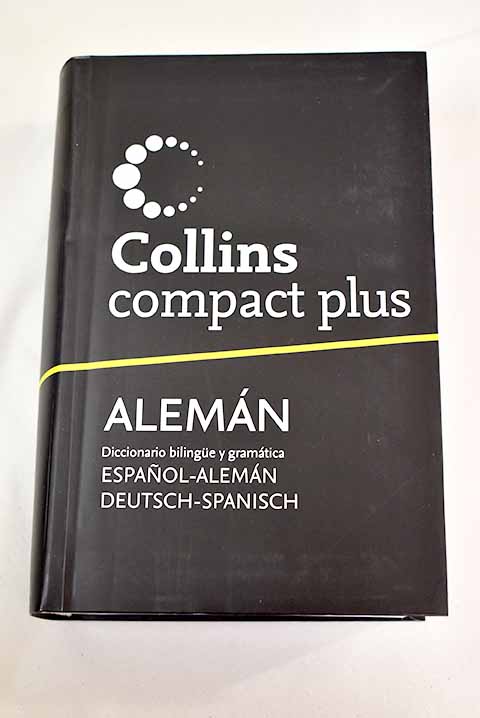 Collins
compact plus
ALEMÁN
Diccionario bilingüe y gramática
ESPAÑOL-ALEMÁN
DEUTSCH-SPANISCH